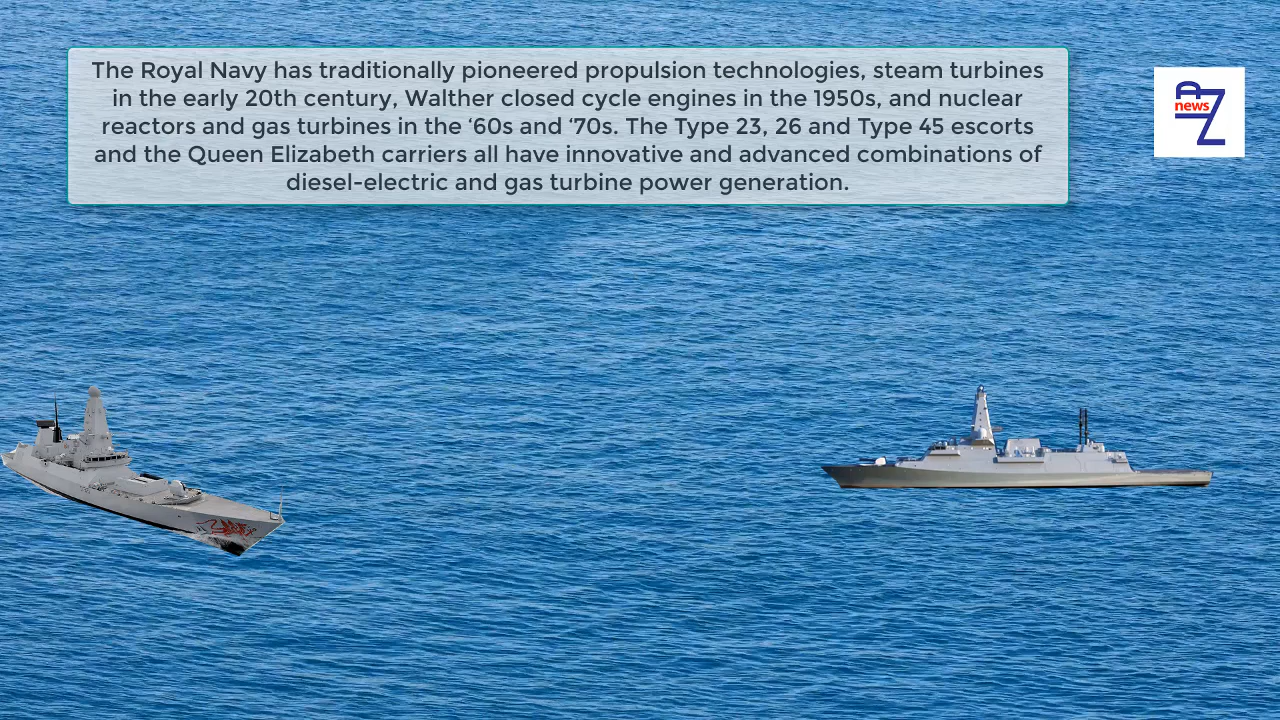 The Royal Navy has traditionally pioneered propulsion technologies, steam turbines
in the early 20th century, Walther closed cycle engines in the 1950s, and nuclear
reactors and gas turbines in the ‘60s and ‘70s. The Type 23, 26 and Type 45 escorts
and the Queen Elizabeth carriers all have innovative and advanced combinations of
diesel-electric and gas turbine power generation.
A
news
Z